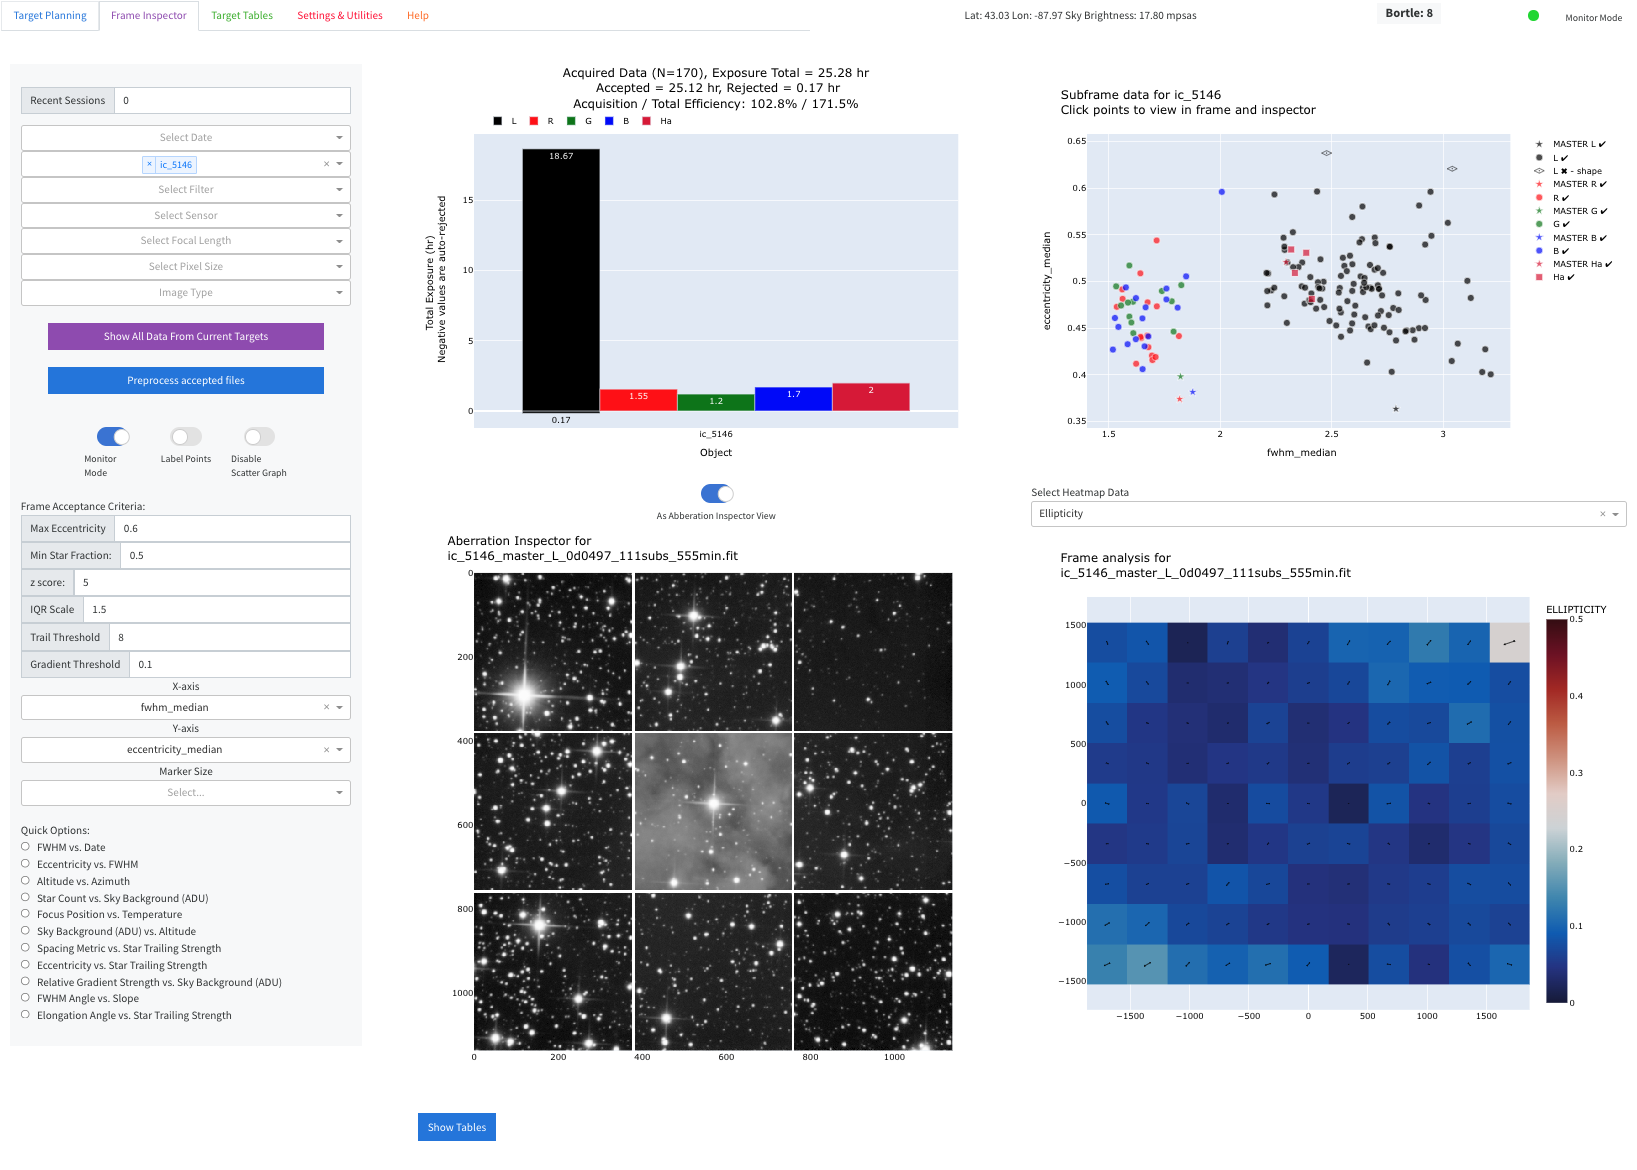 Target Planning
Frame Inspector
Target Tables
Settings & Utilities
Help
Lat: 43.03 Lon: -87.97 Sky Brightness: 17.80 mpsas
Bortle: 8
Monitor Mode
Recent Sessions
0
Select Date
× ic_5146
×
Select Filter
Select Sensor
Select Focal Length
Select Pixel Size
Image Type
Show All Data From Current Targets
Preprocess accepted files
Monitor
Mode
Label Points
Disable
Scatter Graph
Frame Acceptance Criteria:
Max Eccentricity
0.6
Min Star Fraction:
0.5
z score:
5
IQR Scale
1.5
Trail Threshold
8
Gradient Threshold
0.1
X-axis
fwhm_median
×
Y-axis
eccentricity_median
×
Marker Size
Select...
Quick Options:
FWHM vs. Date
Eccentricity vs. FWHM
Altitude vs. Azimuth
Star Count vs. Sky Background (ADU)
Focus Position vs. Temperature
Sky Background (ADU) vs. Altitude
Spacing Metric vs. Star Trailing Strength
Eccentricity vs. Star Trailing Strength
Relative Gradient Strength vs. Sky Background (ADU)
FWHM Angle vs. Slope
Elongation Angle vs. Star Trailing Strength
Acquired Data (N=170), Exposure Total = 25.28 hr
Accepted = 25.12 hr, Rejected = 0.17 hr
Acquisition / Total Efficiency: 102.8% / 171.5%
L
R
G
B
Ha
Total Exposure (hr)
Negative values are auto-rejected
15
10
5
0
18.67
1.55
1.2
1.7
2
0.17
ic_5146
Object
As Abberation Inspector View
Aberration Inspector for
ic_5146_master_L_0d0497_111subs_555min.fit
0
200
400
600
800
1000
0
200
400
600
800
1000
Show Tables
Subframe data for ic_5146
Click points to view in frame and inspector
eccentricity_median
0.65
0.6
0.55
0.5
0.45
0.4
0.35
1.5
2
2.5
3
fwhm_median
MASTER L ✔
L ✔
L ✖ - shape
MASTER R ✔
R ✔
MASTER G ✔
G ✔
MASTER B ✔
B ✔
MASTER Ha ✔
Ha ✔
Select Heatmap Data
Ellipticity
×
Frame analysis for
ic_5146_master_L_0d0497_111subs_555min.fit
1500
1000
500
0
−500
−1000
−1500
−1500
−1000
−500
0
500
1000
1500
ELLIPTICITY
0.5
0.4
0.3
0.2
0.1
0